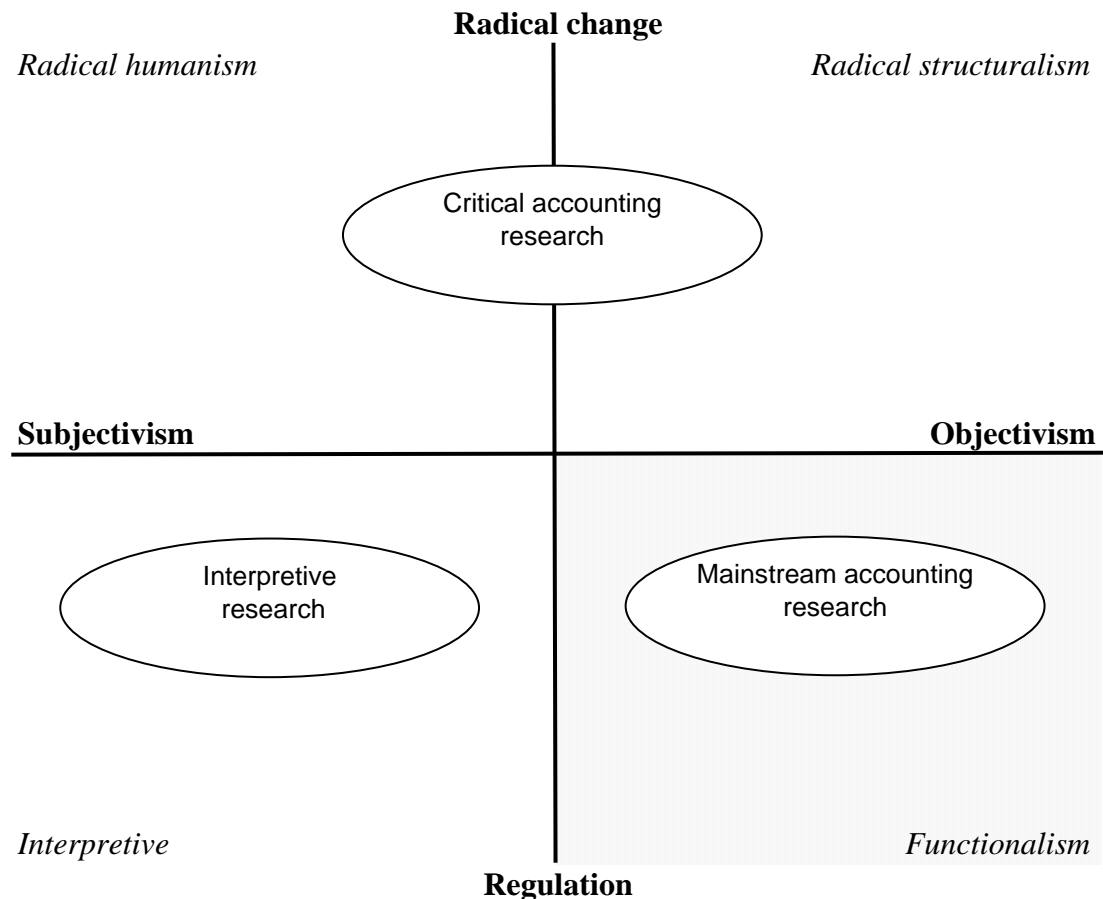 Radical change
Radical humanism
Radical structuralism
Critical accounting
research
Subjectivism
Objectivism
Interpretive
research
Mainstream accounting
research
Interpretive
Functionalism
Regulation